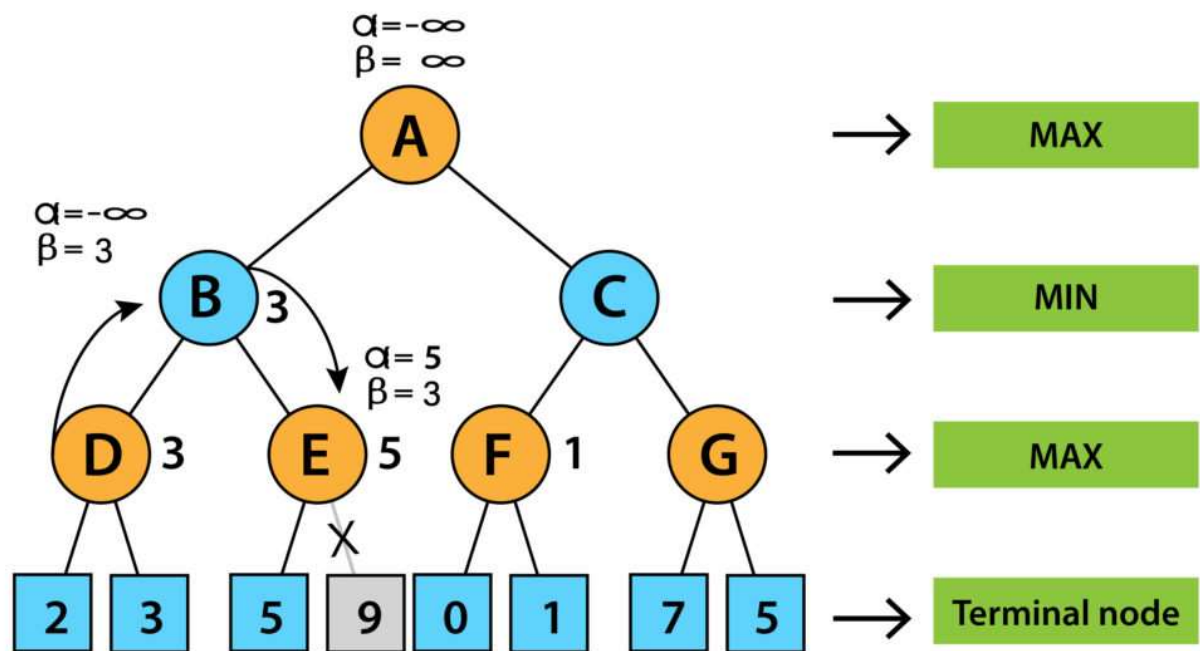 α=-∞
β= ∞
A
MAX
α=-∞
β= 3
B
3
C
MIN
α= 5
β= 3
D
3
E
5
F
1
G
MAX
X
2
3
5
9
0
1
7
5
Terminal node